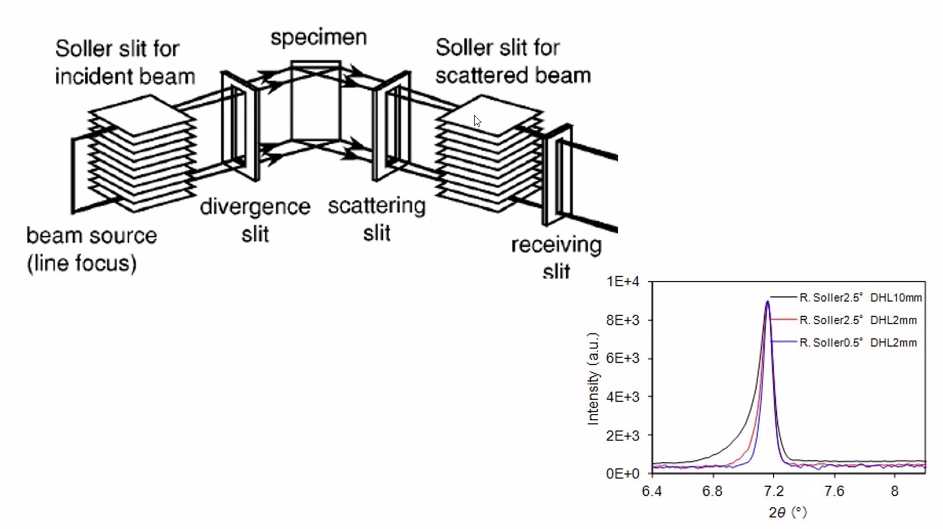 Soller slit for
incident beam
specimen
Soller slit for
scattered beam
divergence
slit
scattering
slit
beam source
(line focus)
receiving
slit
1E+4
8E+3
6E+3
4E+3
2E+3
0E+0
Intensity (a.u.)
R. Soller2.5° DHL10mm
R. Soller2.5° DHL2mm
R. Soller0.5° DHL2mm
6.4 6.8 7.2 7.6 8
2θ (°)